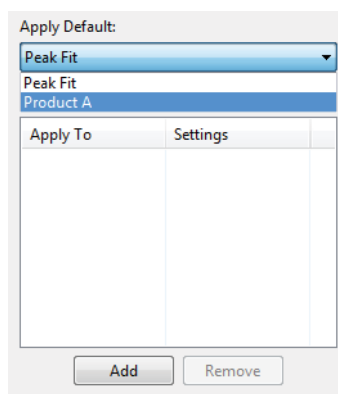 Apply Default:
Peak Fit
Peak Fit
Product A
Apply To Settings
Add Remove